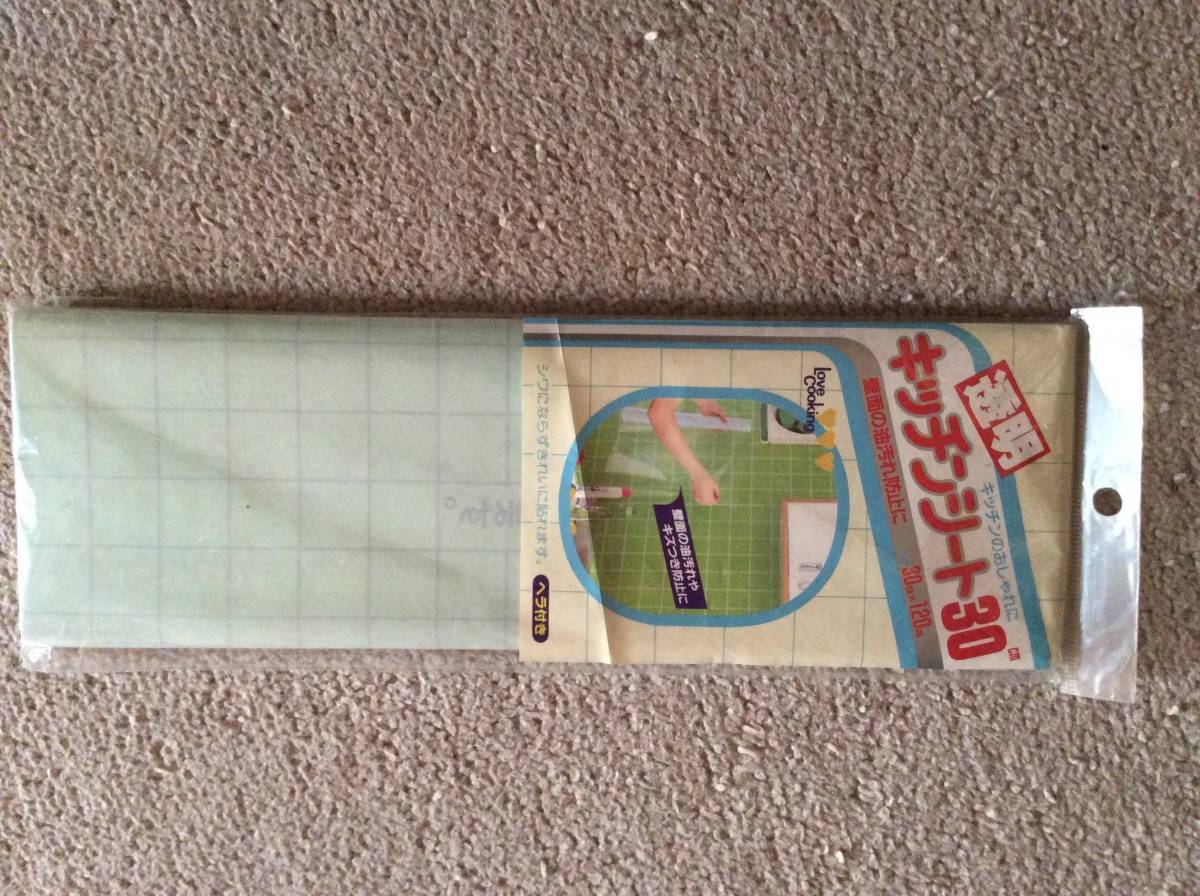 キッチンのおしゃれに
透明
キッチンシート30cm
壁面の油汚れ防止に
30cm×120cm
Love
Cooking
壁面の油汚れや
キズつき防止に
シワにならずきれいに貼れます。
ヘラ付き